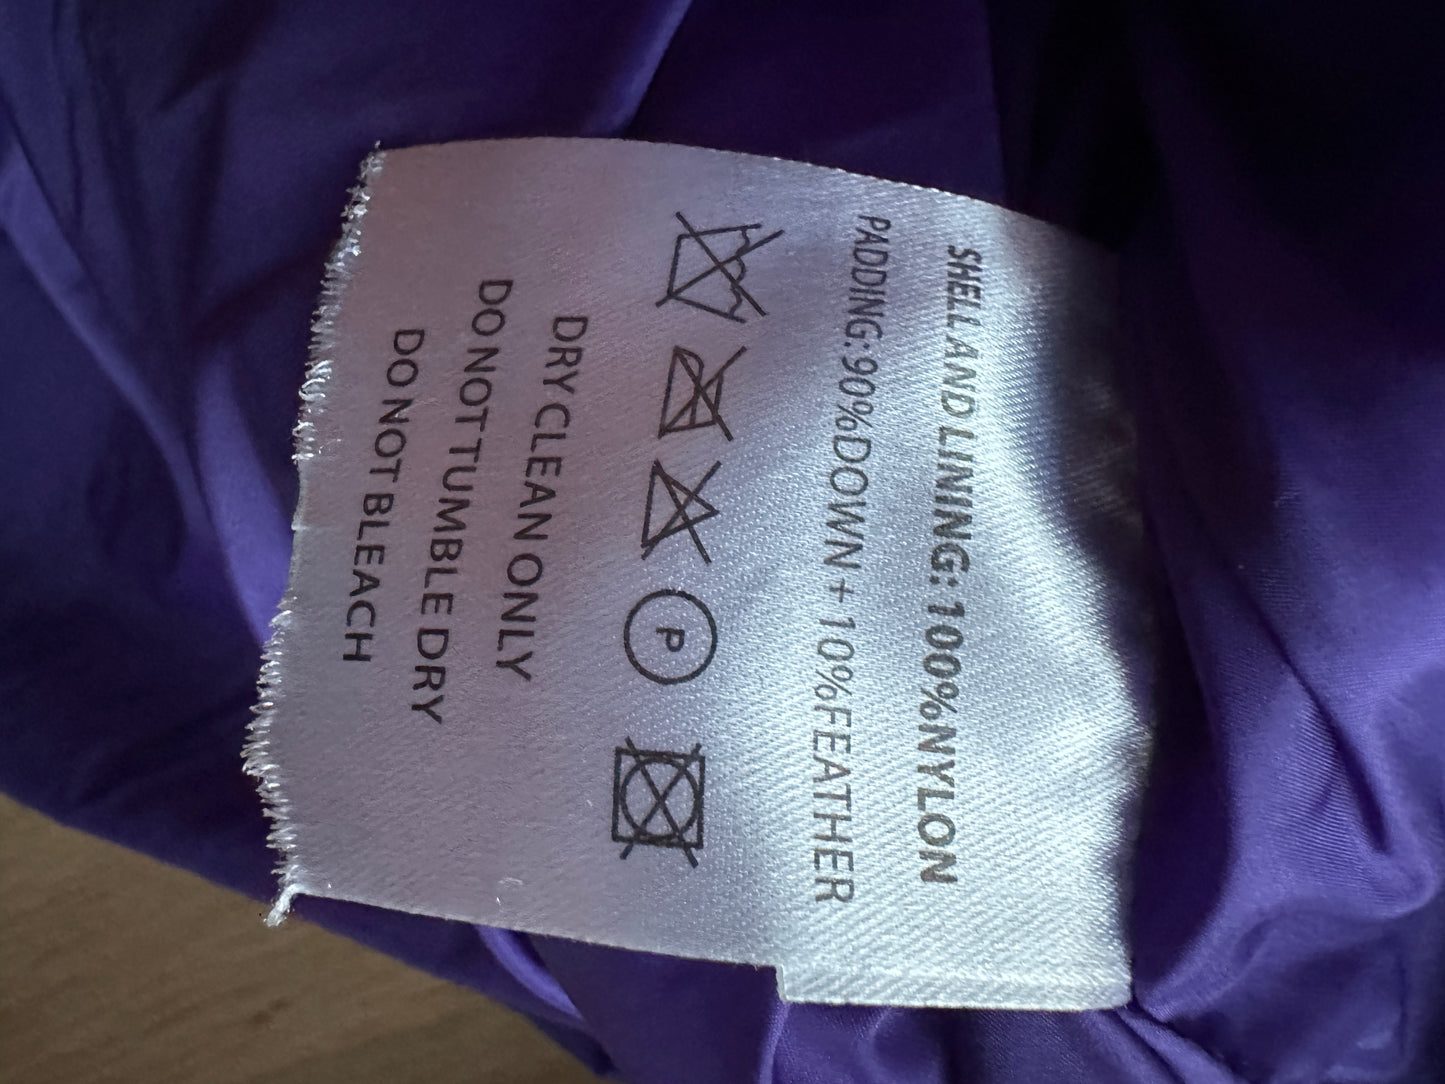 SHELL AND LINING: 100%NYLON
PADDING:90%DOWN+10%FEATHER
P
DRY CLEAN ONLY
DO NOT TUMBLE DRY
DO NOT BLEACH